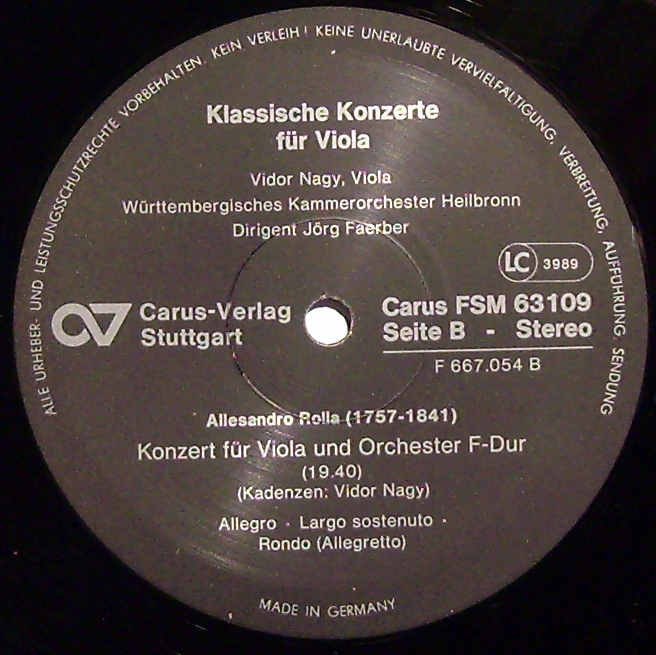 ALLE URHEBER- UND LEISTUNGSSCHUTZRECHTE VORBEHALTEN. KEIN VERLEIH! KEINE UNERLAUBTE VERVIELFÄLTIGUNG, VERBREITUNG, AUFFÜHRUNG, SENDUNG
Klassische Konzerte
für Viola
Vidor Nagy, Viola
Württembergisches Kammerorchester Heilbronn
Dirigent Jörg Faerber
LC 3989
Carus-Verlag
Stuttgart
Carus FSM 63109
Seite B - Stereo
F 667.054 B
Allesandro Rolla (1757-1841)
Konzert für Viola und Orchester F-Dur
(19.40)
(Kadenzen: Vidor Nagy)
Allegro · Largo sostenuto ·
Rondo (Allegretto)
MADE IN GERMANY